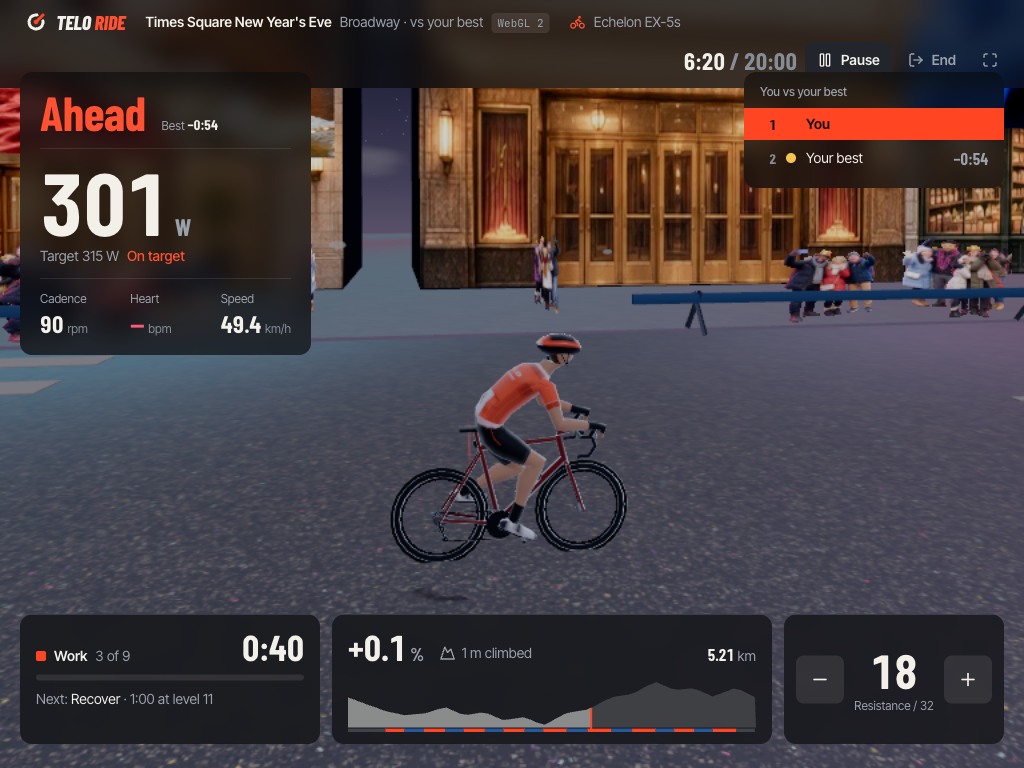 TELO RIDE Times Square New Year's Eve Broadway · vs your best WebGL 2 Echelon EX-5s
6:20 / 20:00 Pause End
Ahead Best −0:54
301 W
Target 315 W On target
Cadence Heart Speed
90 rpm – bpm 49.4 km/h
You vs your best
1 You
2 Your best −0:54
Work 3 of 9 0:40
Next: Recover · 1:00 at level 11
+0.1 % 1 m climbed 5.21 km
− 18 +
Resistance / 32